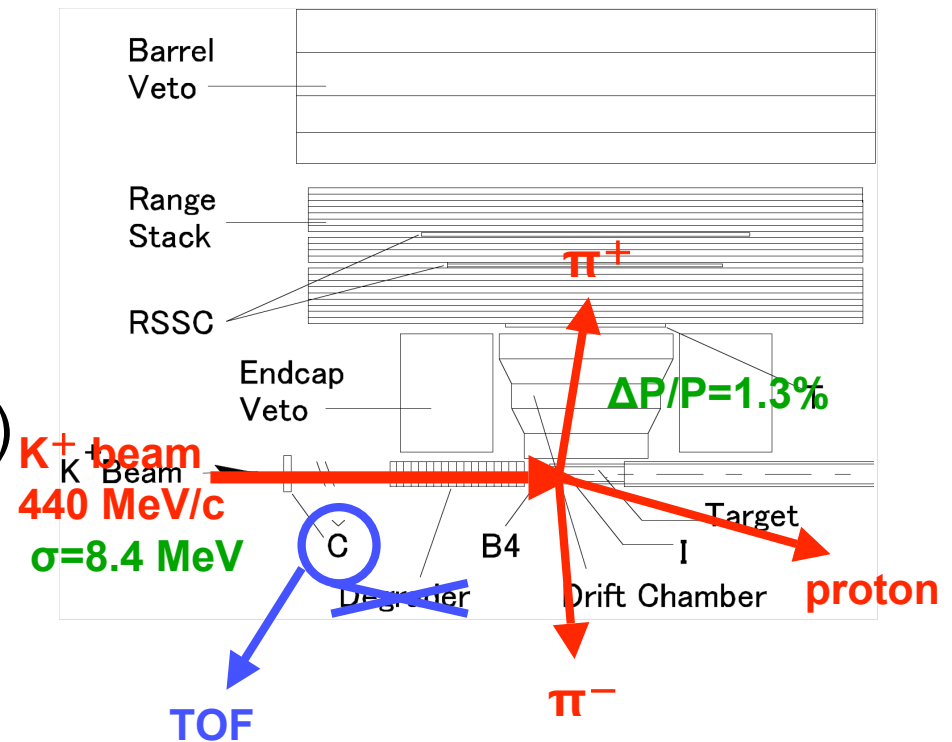 Barrel
Veto
Range
Stack
π+
RSSC
Endcap
Veto
ΔP/P=1.3%
T
)
K+ beam
K+ Beam
440 MeV/c
σ=8.4 MeV
Č
B4
Target
I
Degrader
Drift Chamber
proton
π−
TOF